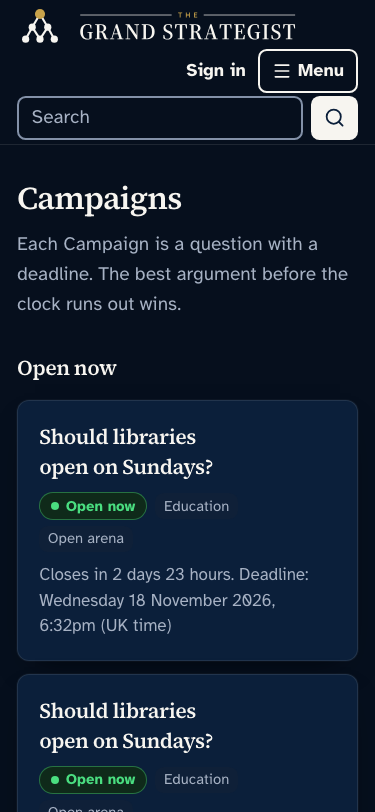 THE
GRAND STRATEGIST
Sign in
Menu
Search
Campaigns
Each Campaign is a question with a
deadline. The best argument before the
clock runs out wins.
Open now
Should libraries
open on Sundays?
Open now
Education
Open arena
Closes in 2 days 23 hours. Deadline:
Wednesday 18 November 2026,
6:32pm (UK time)
Should libraries
open on Sundays?
Open now
Education
Open arena